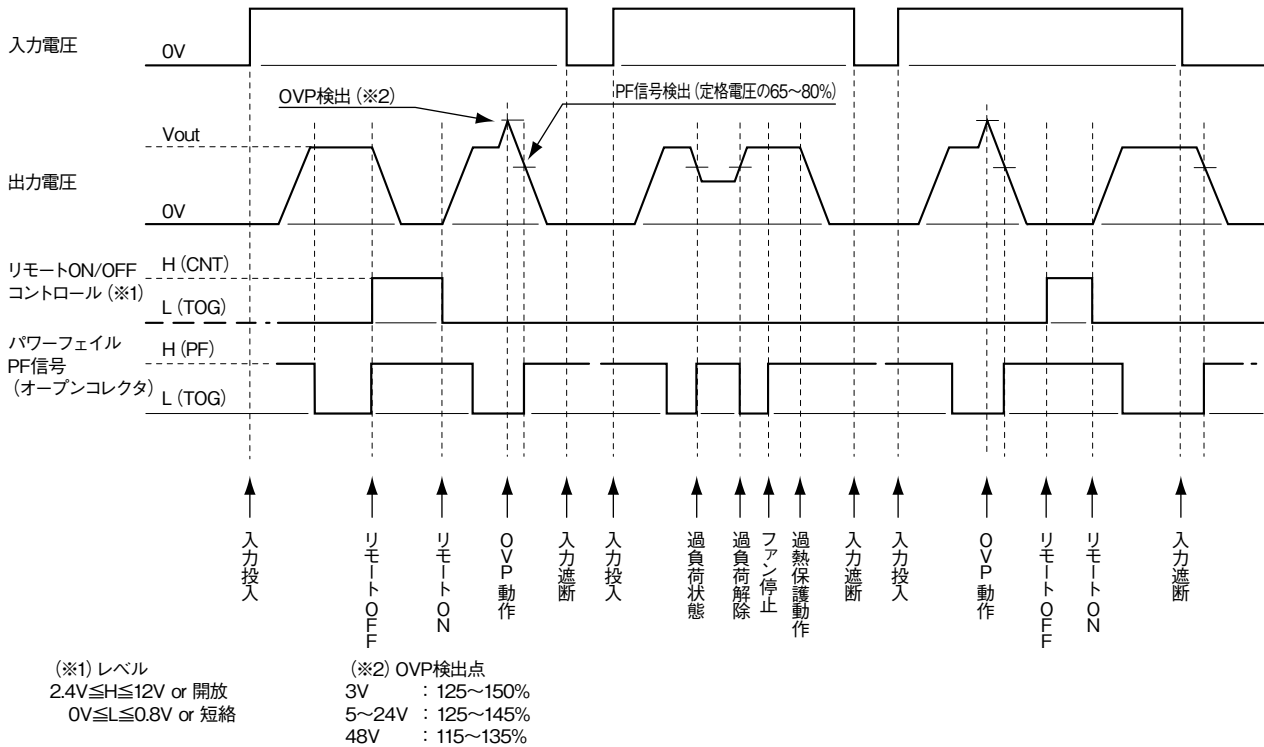 入力電圧
0V
OVP検出（※2）
PF信号検出（定格電圧の65～80%）
Vout
出力電圧
0V
リモートON/OFF
コントロール（※1）
H（CNT）
L（TOG）
パワーフェイル
PF信号
（オープンコレクタ）
H（PF）
L（TOG）
入力投入
リモートOFF
リモートON
OVP動作
入力遮断
入力投入
過負荷状態
過負荷解除
ファン停止
過熱保護動作
入力遮断
入力投入
OVP動作
リモートOFF
リモートON
入力遮断
（※1）レベル
2.4V≦H≦12V or 開放
0V≦L≦0.8V or 短絡
（※2）OVP検出点
3V ：125～150%
5～24V ：125～145%
48V ：115～135%